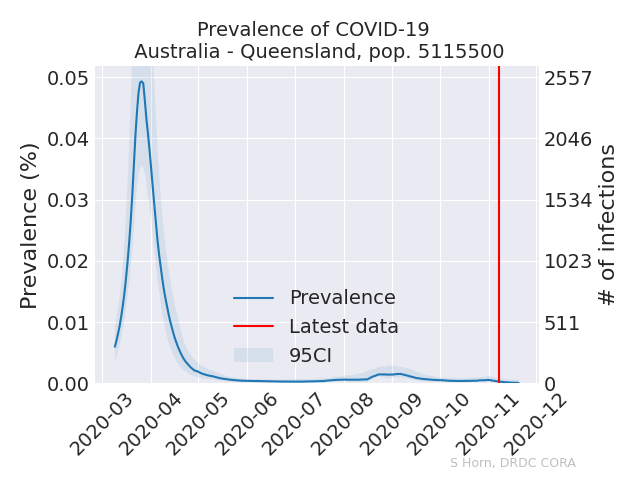 Prevalence of COVID-19
Australia - Queensland, pop. 5115500
Prevalence (%)
0.05
0.04
0.03
0.02
0.01
0.00
2557
2046
1534
1023
511
0
# of infections
Prevalence
Latest data
95CI
2020-03
2020-04
2020-05
2020-06
2020-07
2020-08
2020-09
2020-10
2020-11
2020-12
S Horn, DRDC CORA